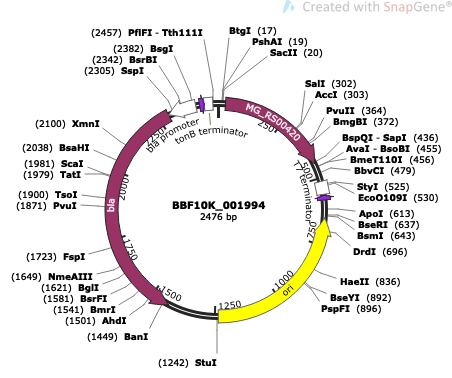 Created with SnapGene®
(2457) PflFI - Tth111I
(2382) BsgI
(2342) BsrBI
(2305) SspI
BtgI (17)
PshAI (19)
SacII (20)
SalI (302)
AccI (303)
PvuII (364)
BmgBI (372)
BspQI - SapI (436)
AvaI - BsoBI (455)
BmeT110I (456)
BbvCI (479)
StyI (525)
EcoO109I (530)
ApoI (613)
BseRI (637)
BsmI (643)
DrdI (696)
HaeII (836)
BseYI (892)
PspFI (896)
(2100) XmnI
(2038) BsaHI
(1981) ScaI
(1979) TatI
(1900) TsoI
(1871) PvuI
(1723) FspI
(1649) NmeAIII
(1621) BglI
(1581) BsrFI
(1541) BmrI
(1501) AhdI
(1449) BanI
(1242) StuI
bla promoter
tonB terminator
MG_RS00420
T7 terminator
bla
ori
BBF10K_001994
2476 bp
250
500
750
1000
1250
1500
1750
2000